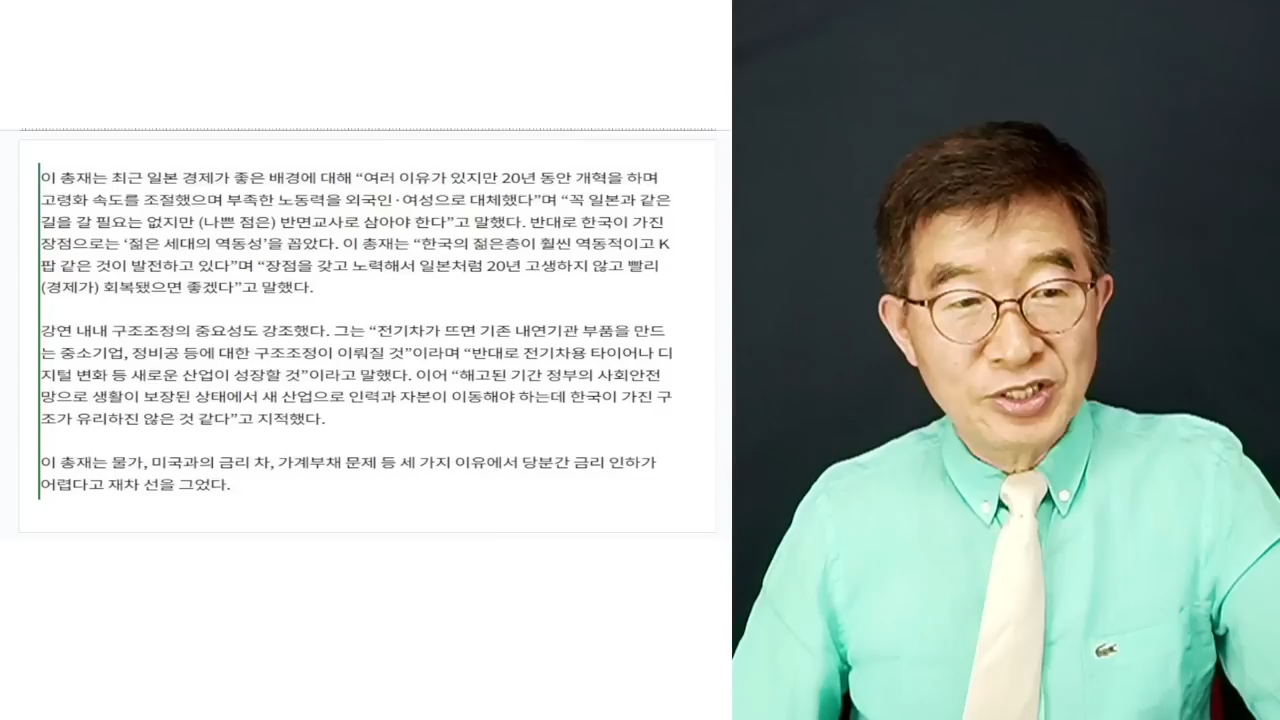 이 총재는 최근 일본 경제가 좋은 배경에 대해 “여러 이유가 있지만 20년 동안 개혁을 하며
고령화 속도를 조절했으며 부족한 노동력을 외국인·여성으로 대체했다”며 “꼭 일본과 같은
길을 갈 필요는 없지만 (나쁜 점은) 반면교사로 삼아야 한다”고 말했다. 반대로 한국이 가진
장점으로는 ‘젊은 세대의 역동성’을 꼽았다. 이 총재는 “한국의 젊은층이 훨씬 역동적이고 K
팝 같은 것이 발전하고 있다”며 “장점을 갖고 노력해서 일본처럼 20년 고생하지 않고 빨리
(경제가) 회복됐으면 좋겠다”고 말했다.
강연 내내 구조조정의 중요성도 강조했다. 그는 “전기차가 뜨면 기존 내연기관 부품을 만드
는 중소기업, 정비공 등에 대한 구조조정이 이뤄질 것”이라며 “반대로 전기차용 타이어나 디
지털 변화 등 새로운 산업이 성장할 것”이라고 말했다. 이어 “해고된 기간 정부의 사회안전
망으로 생활이 보장된 상태에서 새 산업으로 인력과 자본이 이동해야 하는데 한국이 가진 구
조가 유리하진 않은 것 같다”고 지적했다.
이 총재는 물가, 미국과의 금리 차, 가계부채 문제 등 세 가지 이유에서 당분간 금리 인하가
어렵다고 재차 선을 그었다.